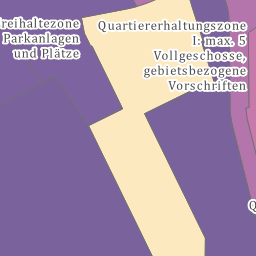 reihaltezone
Parkanlagen
und Plätze
Quartiererhaltungszone
I: max. 5
Vollgeschosse,
gebietsbezogene
Vorschriften
Q